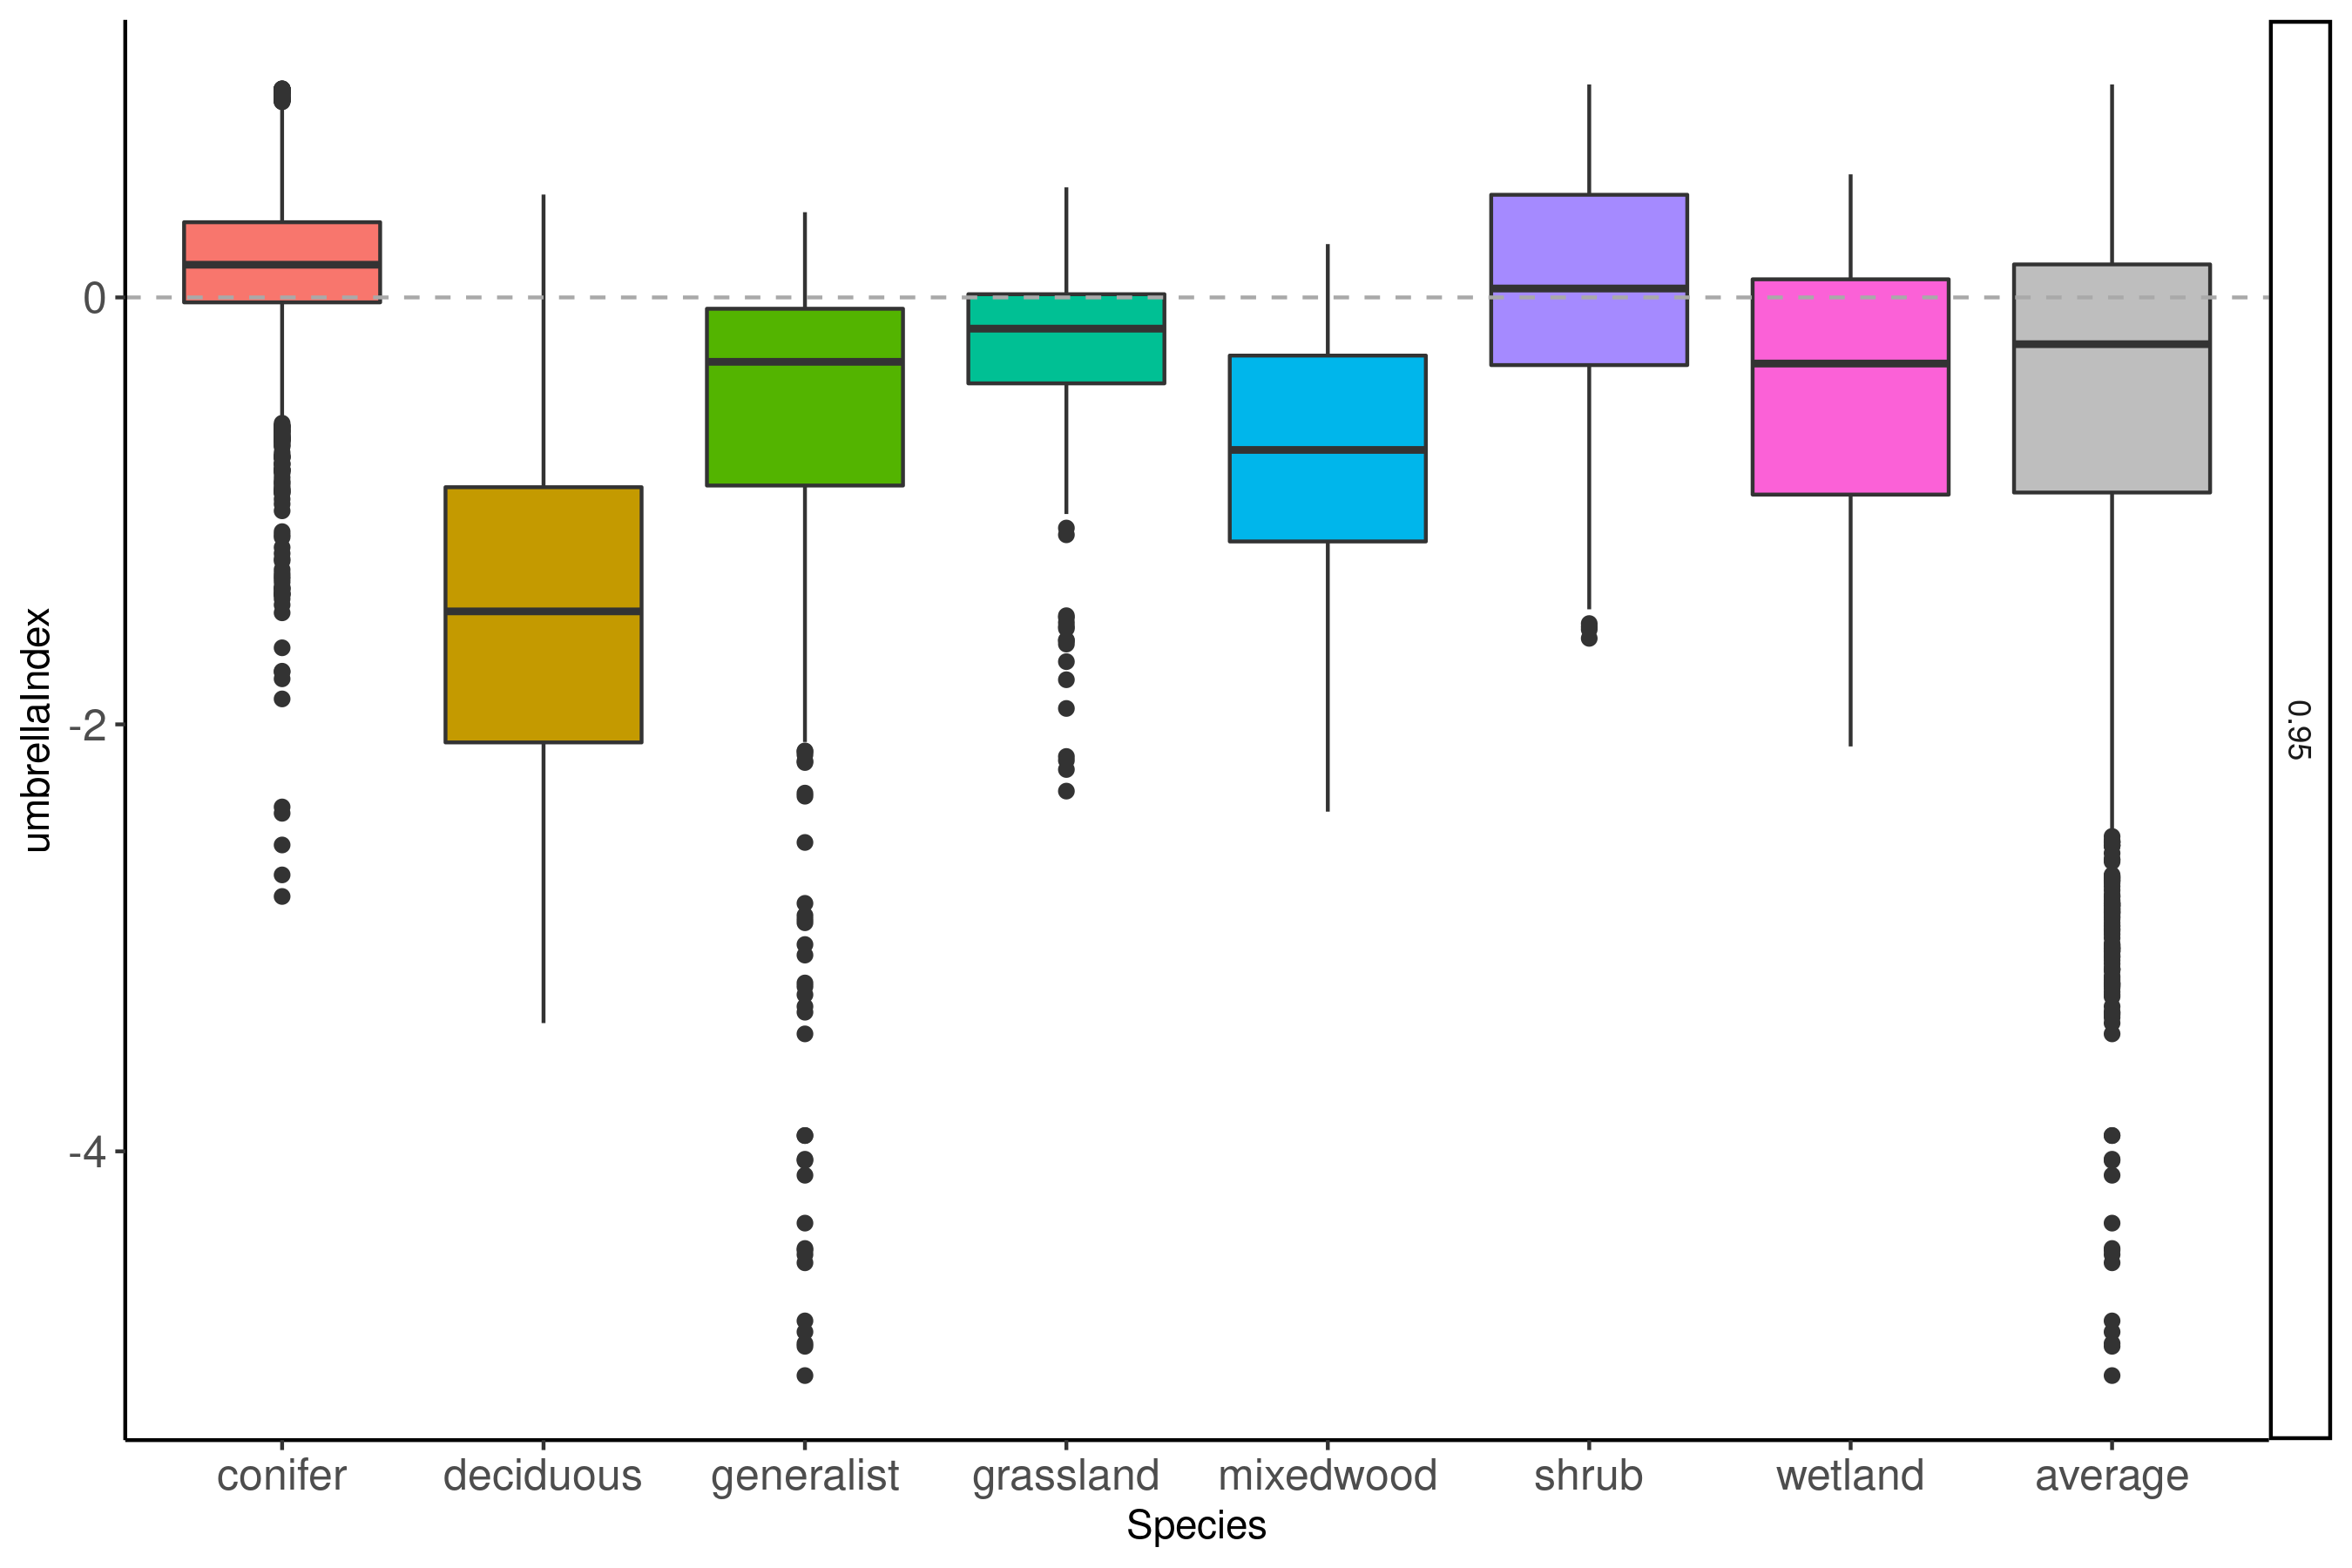 umbrellaIndex
0
-2
-4
conifer deciduous generalist grassland mixedwood shrub wetland average
Species
0.95